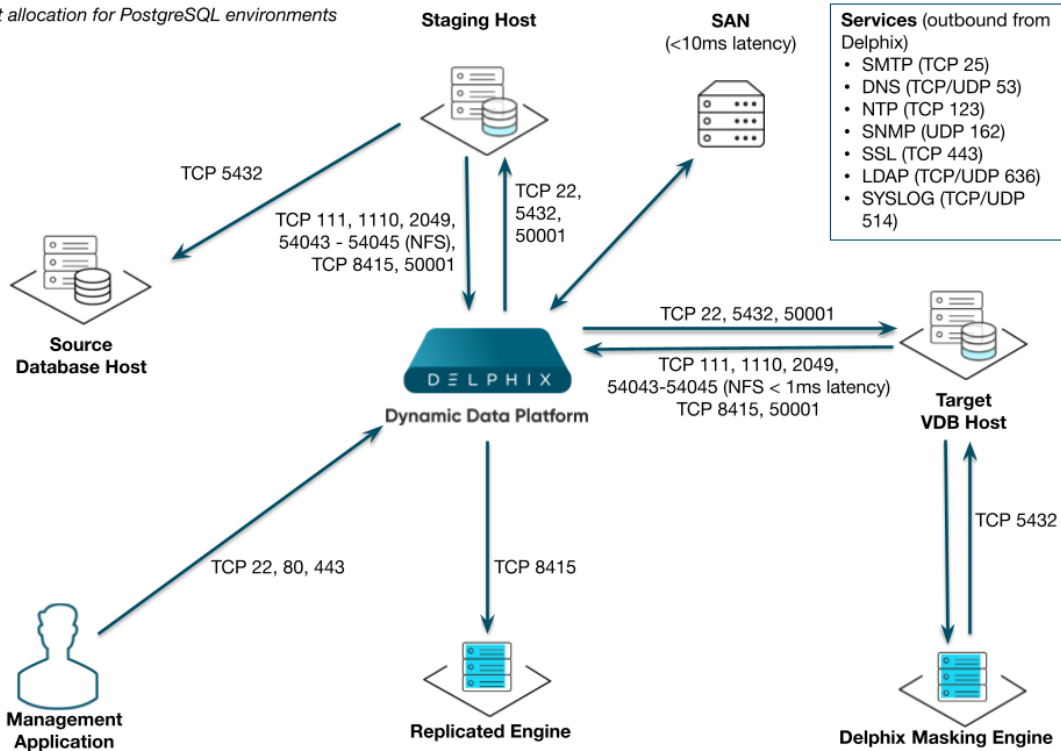 t allocation for PostgreSQL environments
Staging Host
SAN
(<10ms latency)
Services (outbound from
Delphix)
• SMTP (TCP 25)
• DNS (TCP/UDP 53)
• NTP (TCP 123)
• SNMP (UDP 162)
• SSL (TCP 443)
• LDAP (TCP/UDP 636)
• SYSLOG (TCP/UDP
514)
TCP 5432
TCP 111, 1110, 2049,
54043 - 54045 (NFS),
TCP 8415, 50001
TCP 22,
5432,
50001
Source
Database Host
DELPHIX
Dynamic Data Platform
TCP 22, 5432, 50001
TCP 111, 1110, 2049,
54043-54045 (NFS < 1ms latency)
TCP 8415, 50001
Target
VDB Host
TCP 5432
TCP 22, 80, 443
TCP 8415
Management
Application
Replicated Engine
Delphix Masking Engine